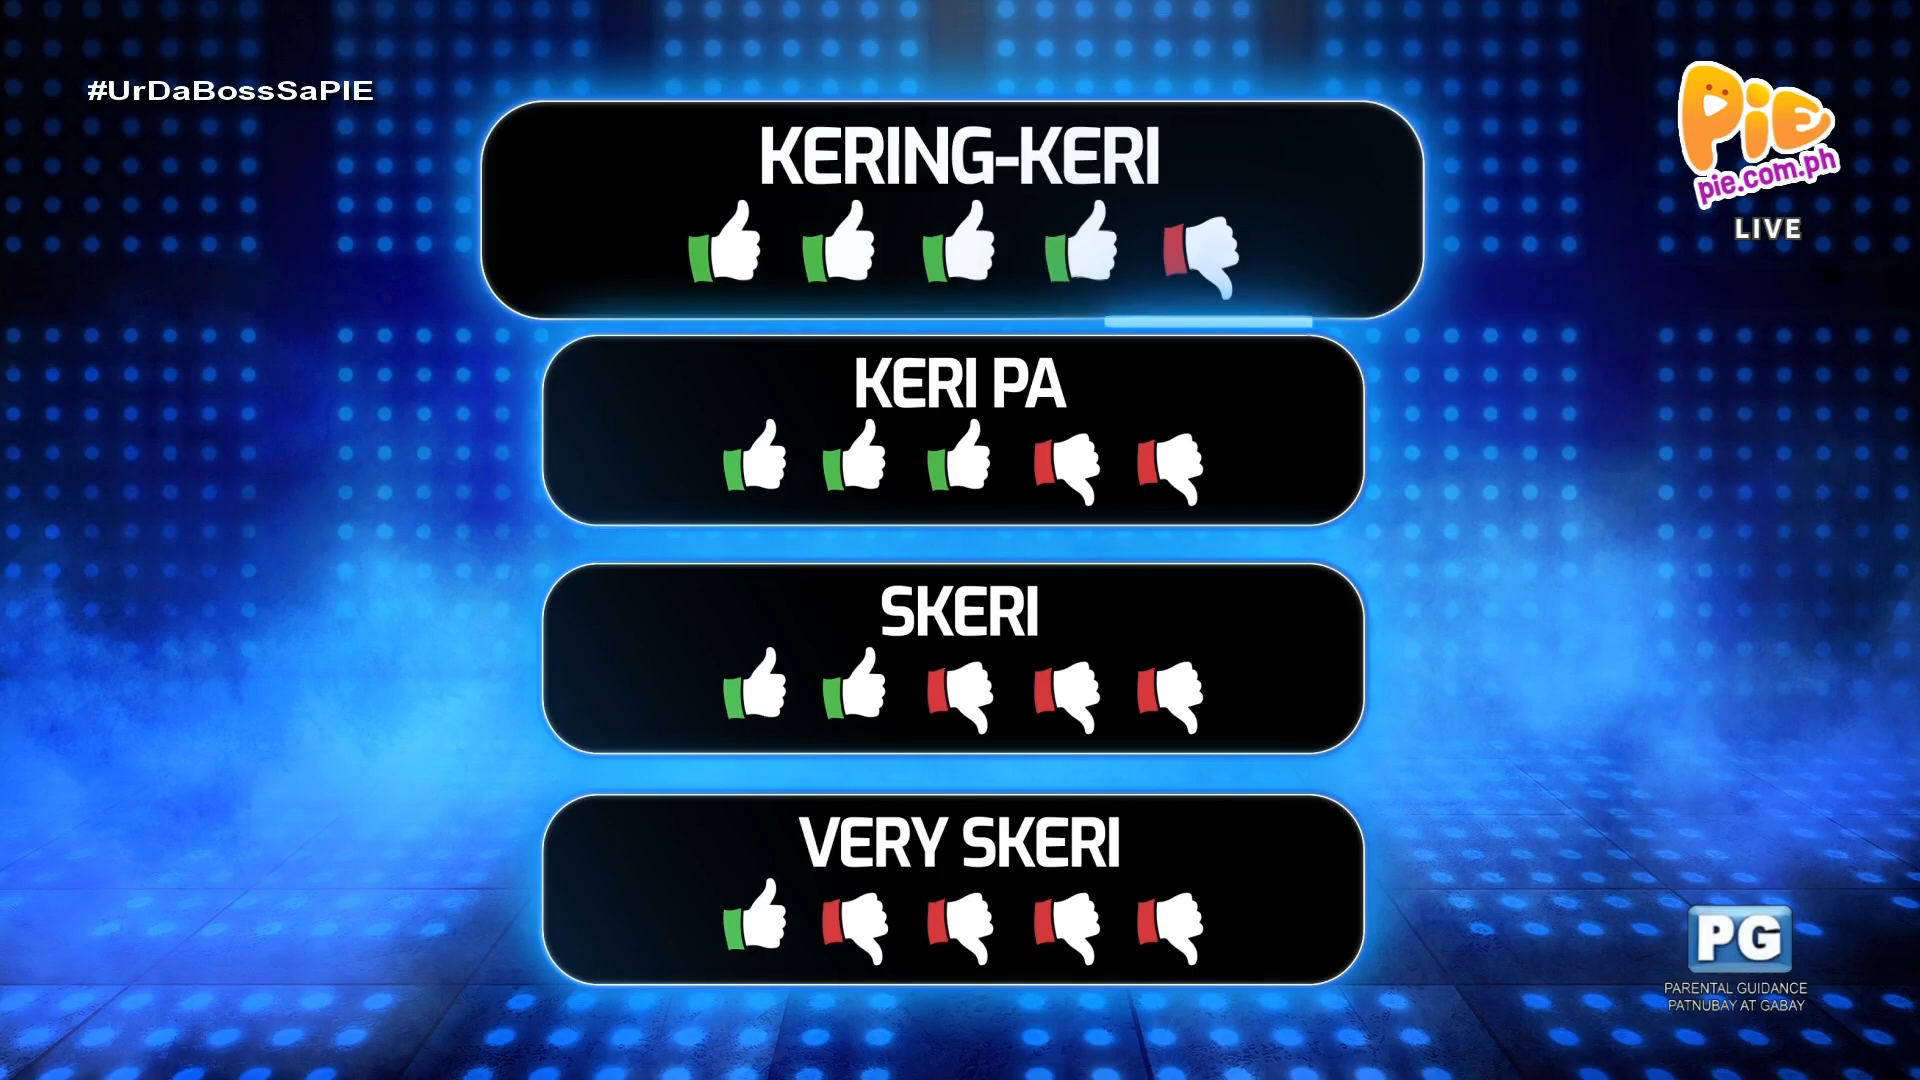 #UrDaBossSaPIE
PiE
pie.com.ph
LIVE
KERING-KERI
KERI PA
SKERI
VERY SKERI
PG
PARENTAL GUIDANCE
PATNUBAY AT GABAY